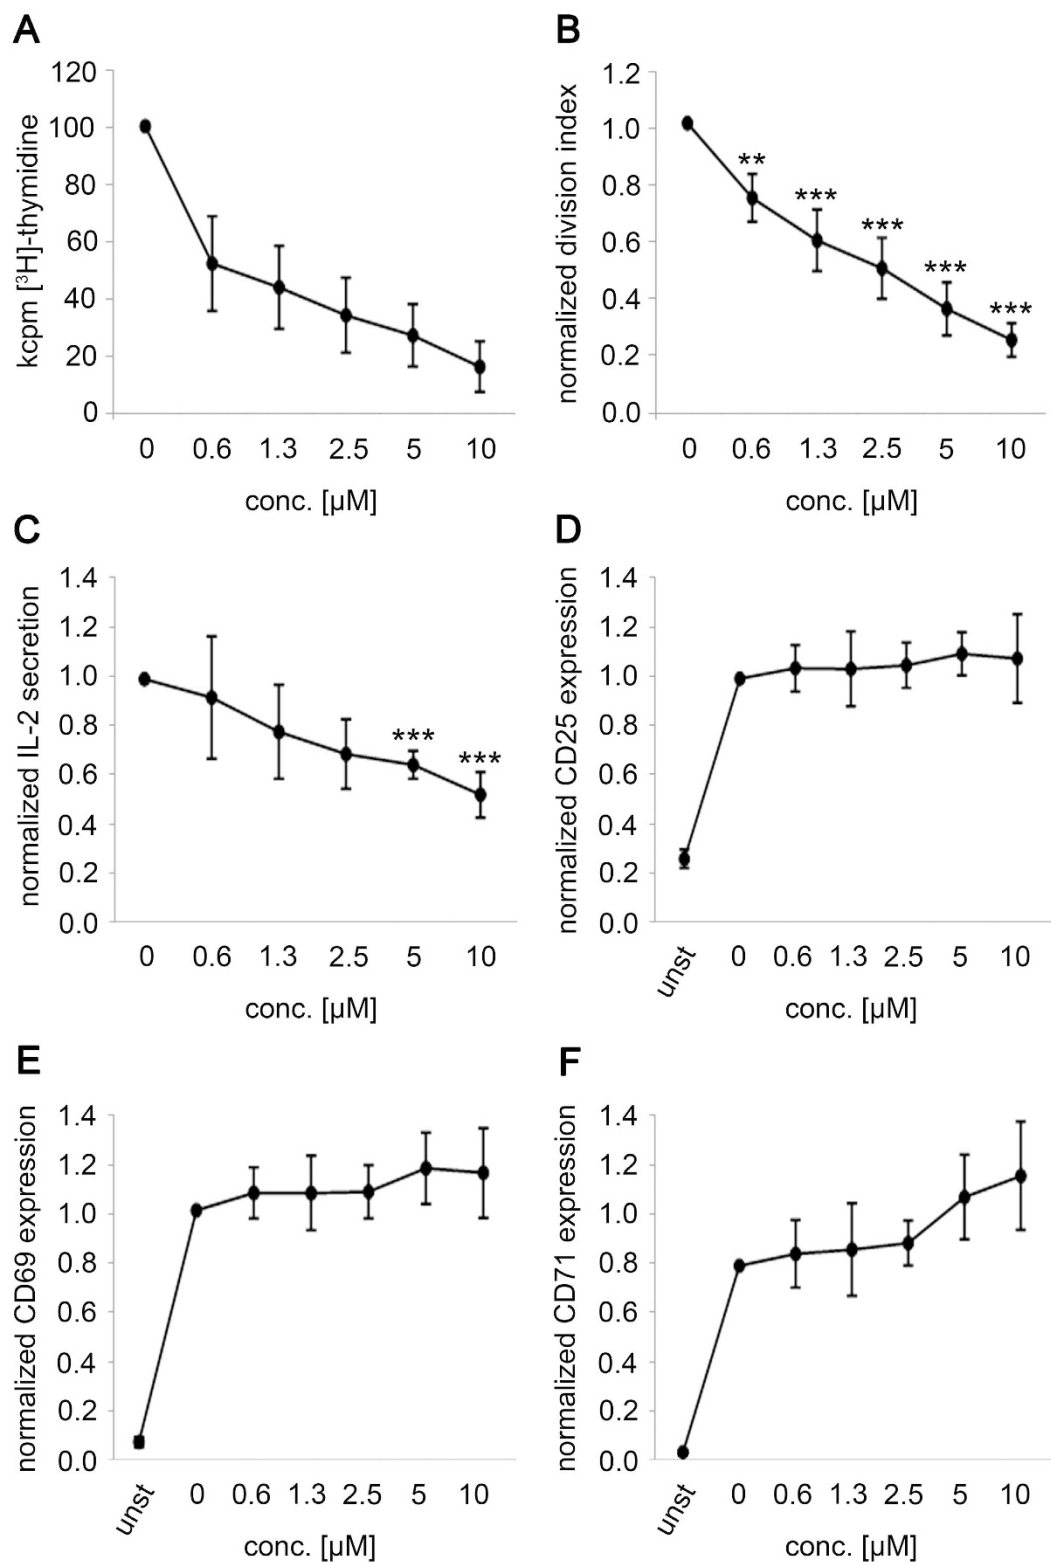 A
kcpm [³H]-thymidine
120
100
80
60
40
20
0
0 0.6 1.3 2.5 5 10
conc. [µM]
B
normalized division index
1.2
1.0
0.8
0.6
0.4
0.2
0.0
**
***
***
***
***
0 0.6 1.3 2.5 5 10
conc. [µM]
C
normalized IL-2 secretion
1.4
1.2
1.0
0.8
0.6
0.4
0.2
0.0
***
***
0 0.6 1.3 2.5 5 10
conc. [µM]
D
normalized CD25 expression
1.4
1.2
1.0
0.8
0.6
0.4
0.2
0.0
unst 0 0.6 1.3 2.5 5 10
conc. [µM]
E
normalized CD69 expression
1.4
1.2
1.0
0.8
0.6
0.4
0.2
0.0
unst 0 0.6 1.3 2.5 5 10
conc. [µM]
F
normalized CD71 expression
1.4
1.2
1.0
0.8
0.6
0.4
0.2
0.0
unst 0 0.6 1.3 2.5 5 10
conc. [µM]